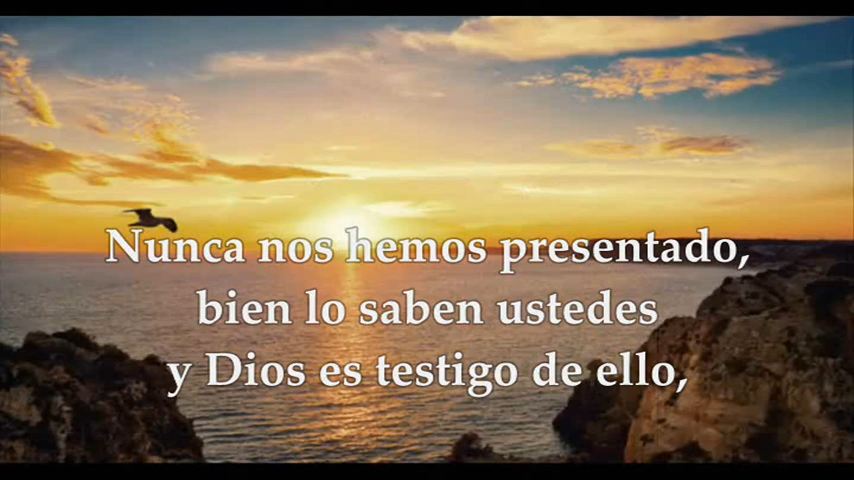 Nunca nos hemos presentado,
bien lo saben ustedes
y Dios es testigo de ello,